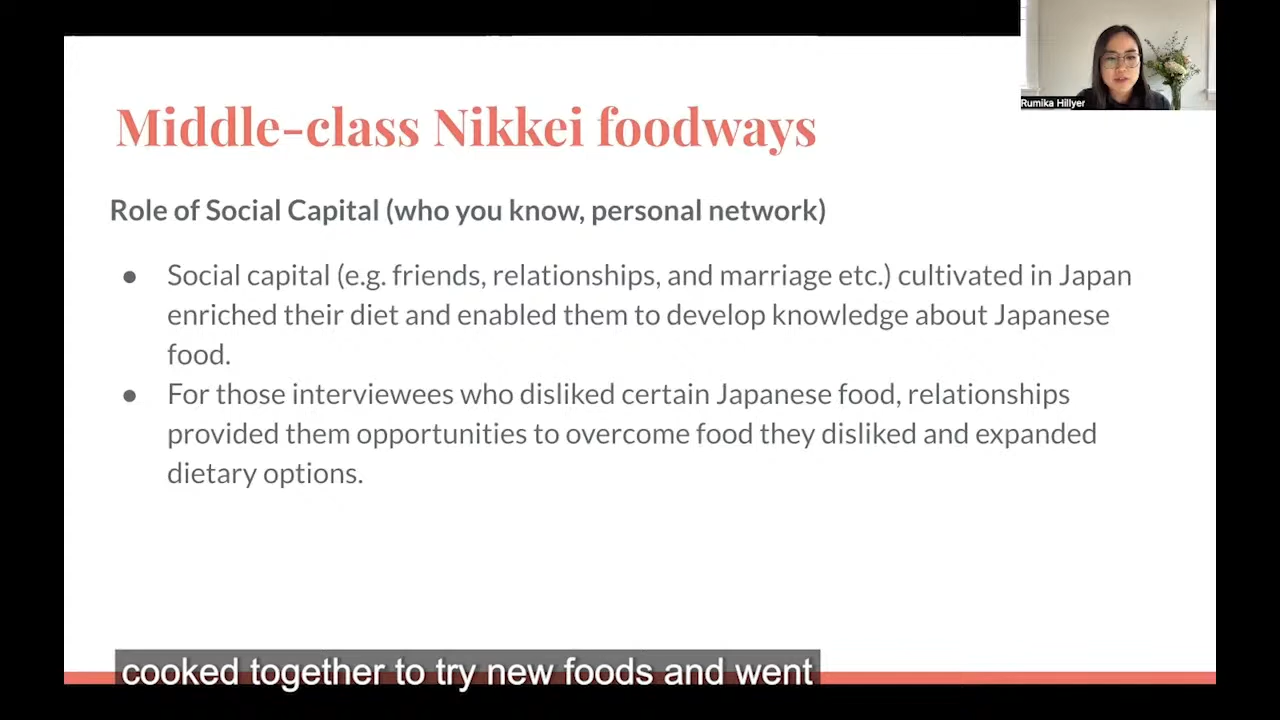 Rumika Hillyer
Middle-class Nikkei foodways
Role of Social Capital (who you know, personal network)
● Social capital (e.g. friends, relationships, and marriage etc.) cultivated in Japan
enriched their diet and enabled them to develop knowledge about Japanese
food.
● For those interviewees who disliked certain Japanese food, relationships
provided them opportunities to overcome food they disliked and expanded
dietary options.
cooked together to try new foods and went